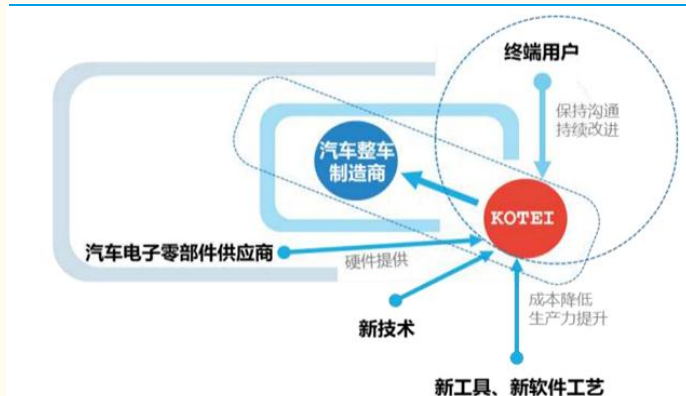 终端用户
保持沟通
持续改进
汽车整车
制造商
KOTEI
汽车电子零部件供应商
硬件提供
成本降低
生产力提升
新技术
新工具、新软件工艺